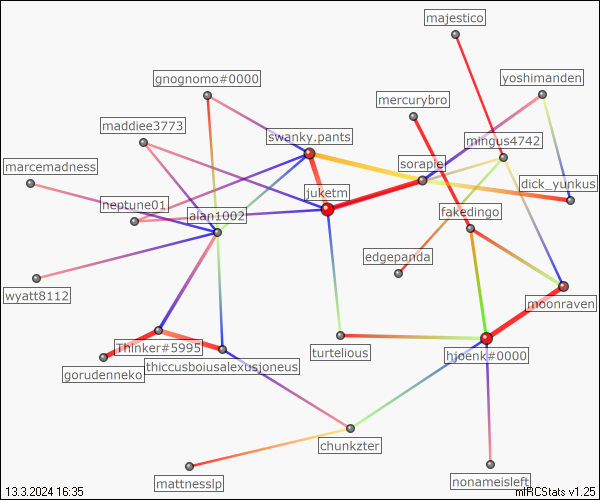 majestico
gnognomo#0000
yoshimanden
mercurybro
maddiee3773
swanky.pants
mingus4742
marcemadness
sorapie
dick_yunkus
juketm
neptune01
alan1002
fakedingo
edgepanda
wyatt8112
moonraven
Thinker#5995
turtelious
hjoenk#0000
thiccusboiusalexusjoneus
gorudenneko
chunkzter
mattnesslp
nonameisleft
13.3.2024 16:35
mIRCStats v1.25